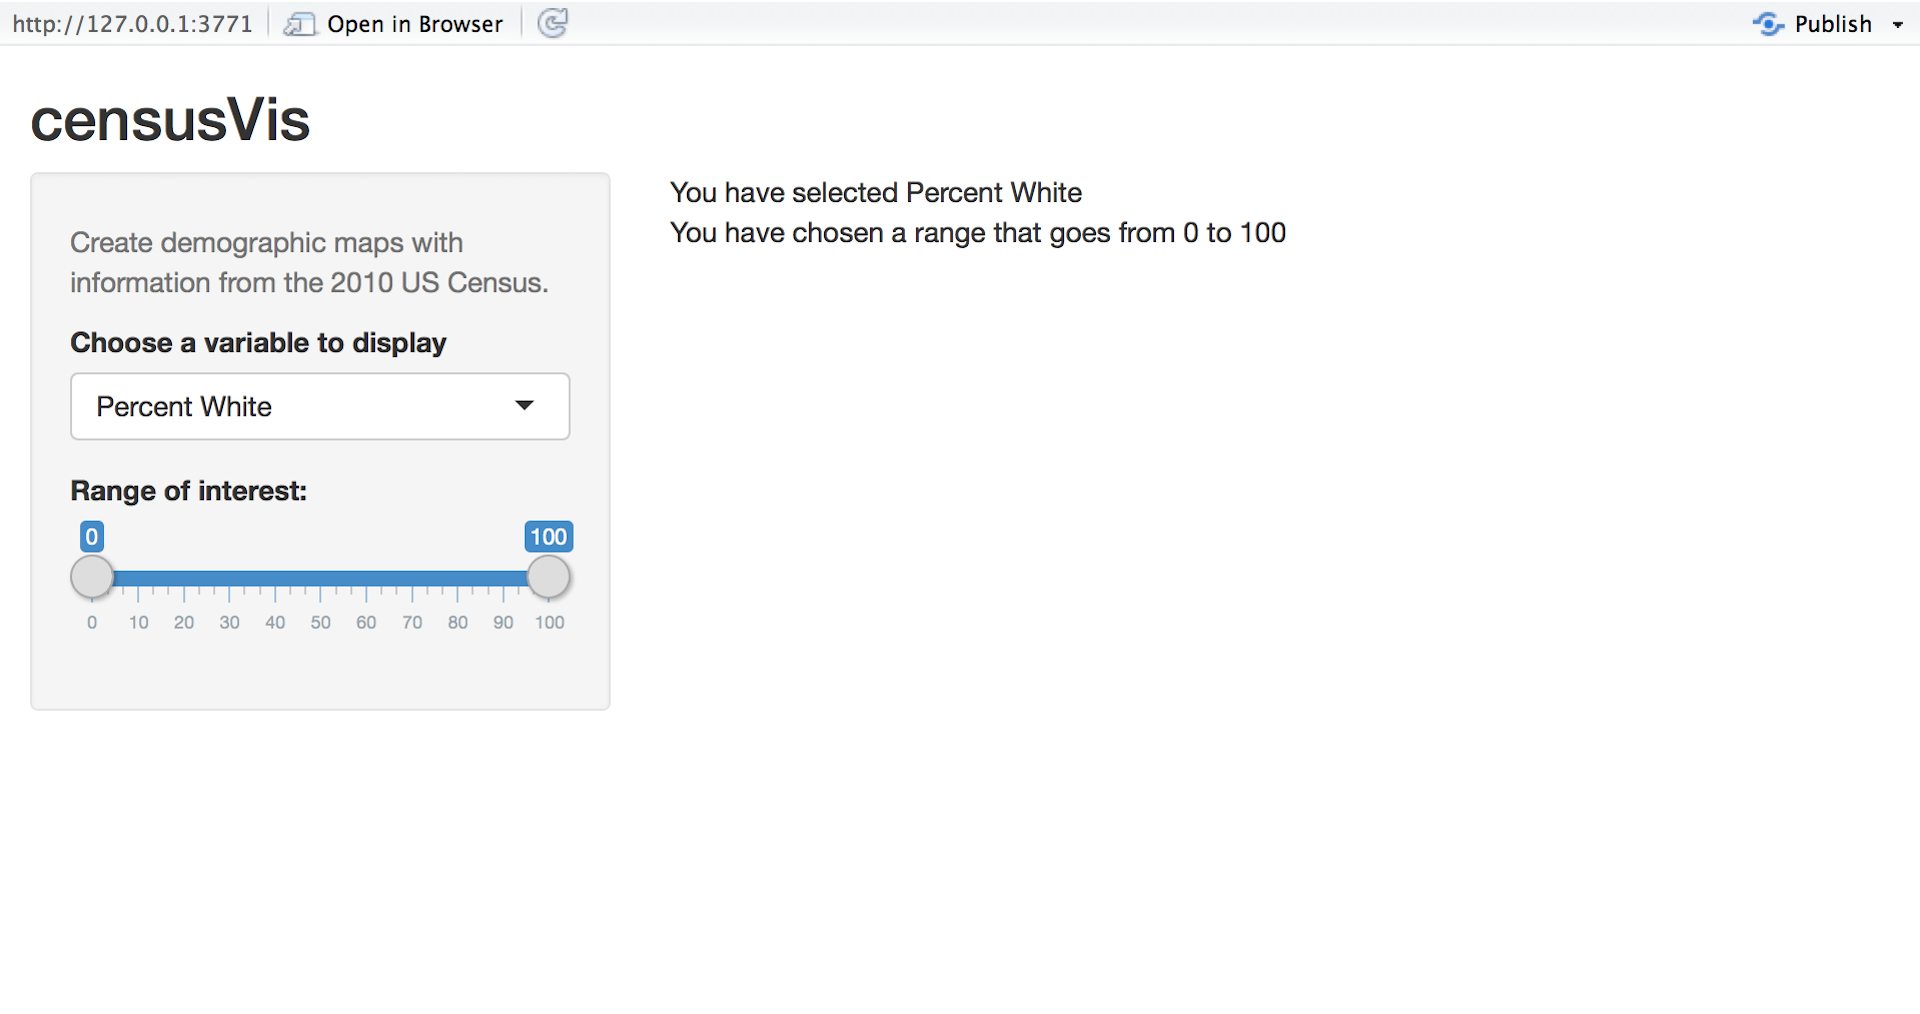 http://127.0.0.1:3771 Open in Browser Publish
censusVis
Create demographic maps with
information from the 2010 US Census.
Choose a variable to display
Percent White
Range of interest:
0 100
0 10 20 30 40 50 60 70 80 90 100
You have selected Percent White
You have chosen a range that goes from 0 to 100